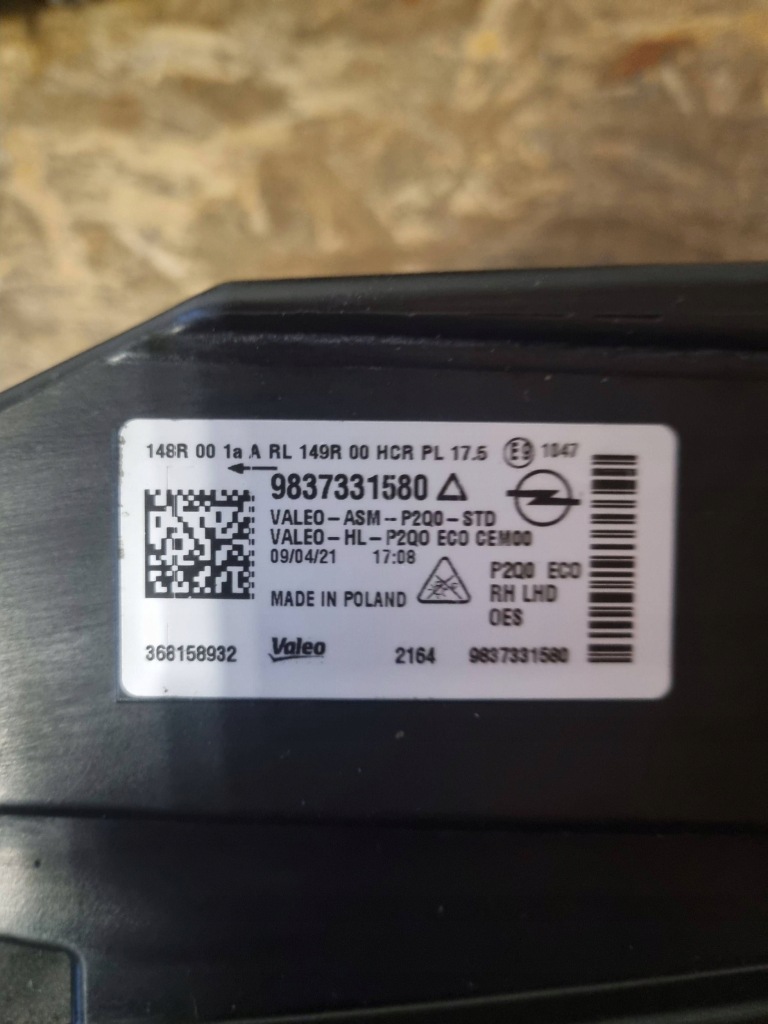 148R 00 1a A RL 149R 00 HCR PL 17.5 E9 1047
9837331580
VALEO-ASM-P2Q0-STD
VALEO-HL-P2Q0 ECO CEM00
09/04/21 17:08
P2Q0 ECO
RH LHD
MADE IN POLAND
OES
368158932 Valeo 2164 9837331580